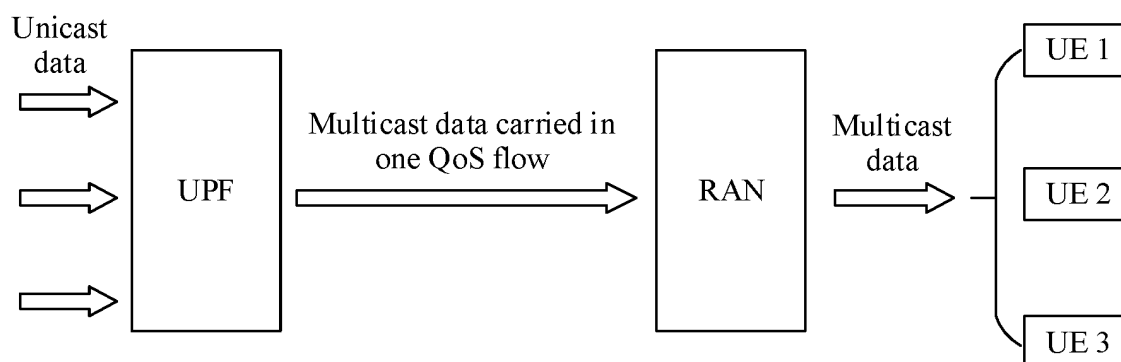 Unicast
data
UPF
Multicast data carried in
one QoS flow
RAN
Multicast
data
UE 1
UE 2
UE 3